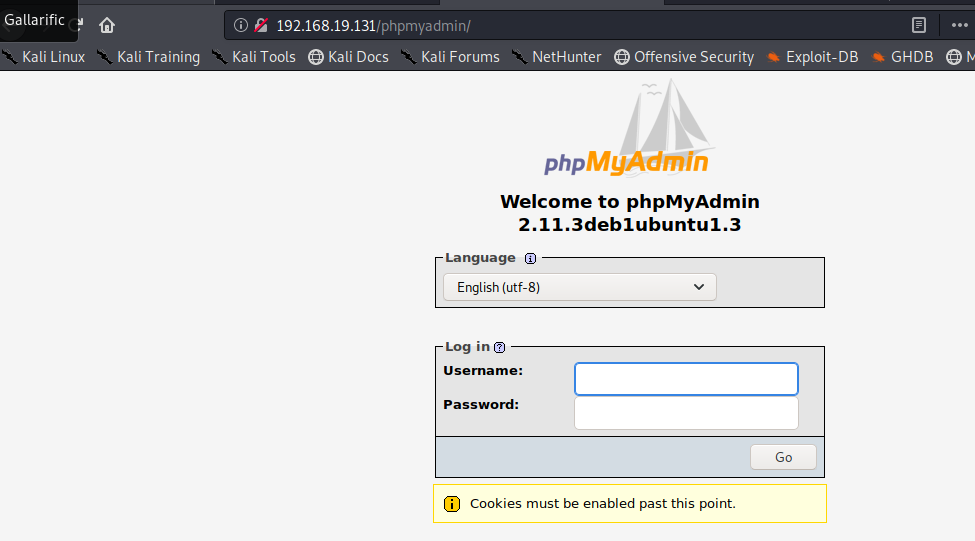 Gallarific
192.168.19.131/phpmyadmin/
Kali Linux Kali Training Kali Tools Kali Docs Kali Forums NetHunter Offensive Security Exploit-DB GHDB M
phpMyAdmin
Welcome to phpMyAdmin
2.11.3deb1ubuntu1.3
Language
English (utf-8)
Log in
Username:
Password:
Go
Cookies must be enabled past this point.